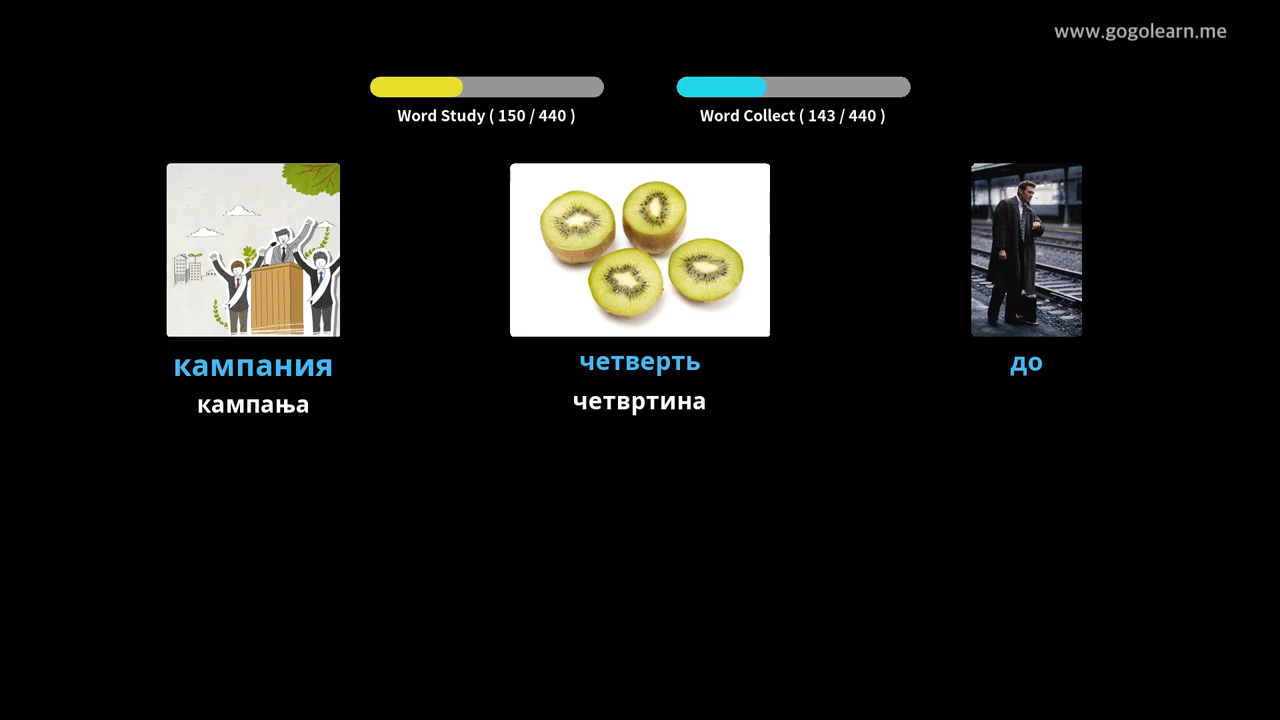 www.gogolearn.me
Word Study ( 150 / 440 )
Word Collect ( 143 / 440 )
кампания
кампања
четверть
четвртина
до